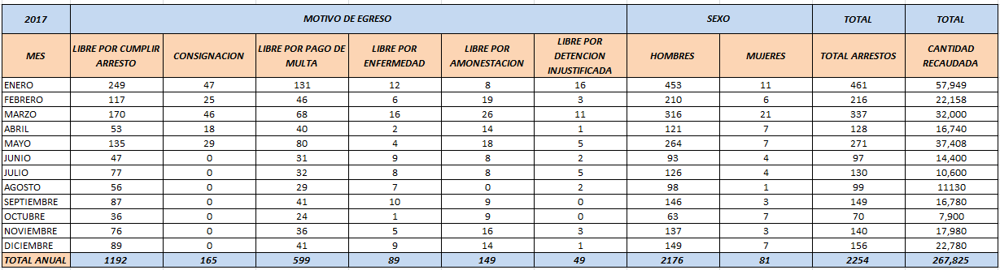 2017 MOTIVO DE EGRESO SEXO TOTAL TOTAL
MES LIBRE POR CUMPLIR ARRESTO CONSIGNACION LIBRE POR PAGO DE MULTA LIBRE POR ENFERMEDAD LIBRE POR AMONESTACION LIBRE POR DETENCION INJUSTIFICADA HOMBRES MUJERES TOTAL ARRESTOS CANTIDAD RECAUDADA
ENERO 249 47 131 12 8 16 453 11 461 57,949
FEBRERO 117 25 46 6 19 3 210 6 216 22,158
MARZO 170 46 68 16 26 11 316 21 337 32,000
ABRIL 53 18 40 2 14 1 121 7 128 16,740
MAYO 135 29 80 4 18 5 264 7 271 37,408
JUNIO 47 0 31 9 8 2 93 4 97 14,400
JULIO 77 0 32 8 8 5 126 4 130 10,600
AGOSTO 56 0 29 7 0 2 98 1 99 11130
SEPTIEMBRE 87 0 41 10 9 0 146 3 149 16,780
OCTUBRE 36 0 24 1 9 0 63 7 70 7,900
NOVIEMBRE 76 0 36 5 16 3 137 3 140 17,980
DICIEMBRE 89 0 41 9 14 1 149 7 156 22,780
TOTAL ANUAL 1192 165 599 89 149 49 2176 81 2254 267,825